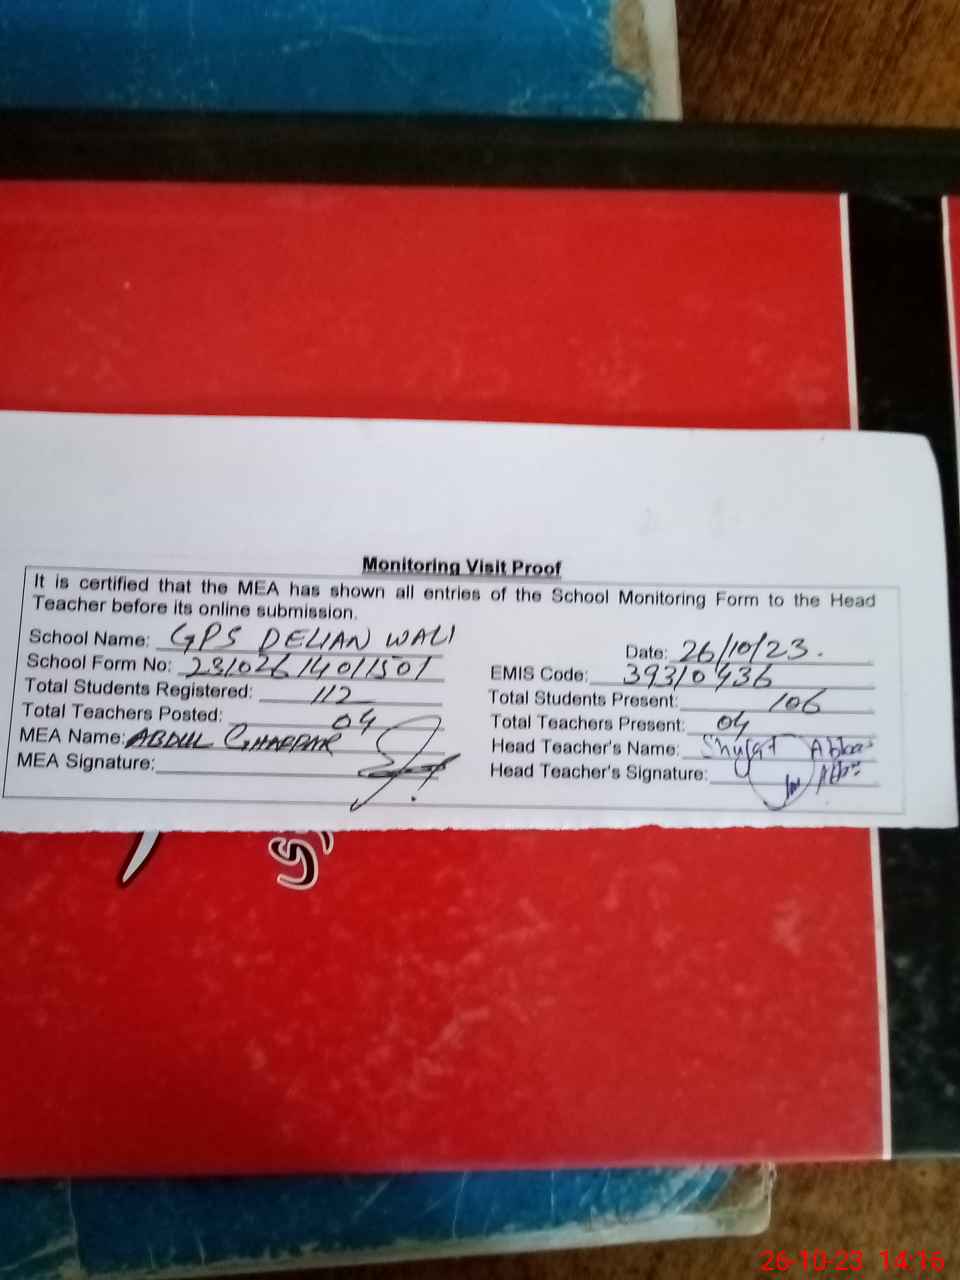 Monitoring Visit Proof
It is certified that the MEA has shown all entries of the School Monitoring Form to the Head
Teacher before its online submission.
School Name: GPS DELIAN WALI
Date: 26/10/23.
School Form No: 23102614011501
EMIS Code: 39310436
Total Students Registered: 112
Total Students Present: 106
Total Teachers Posted: 04
Total Teachers Present: 04
MEA Name: ABDUL GHAFFAR
Head Teacher's Name: Abbas
MEA Signature:
Head Teacher's Signature:
26-10-23 14:16